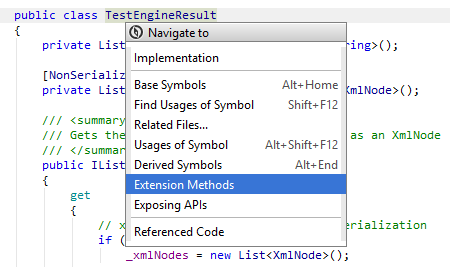 public class TestEngineResult
{
Navigate to
private List ring>();
Implementation
[NonSerializ
Base Symbols Alt+Home
private List XmlNode>();
Find Usages of Symbol Shift+F12
Related Files...
/// <summary
Usages of Symbol Alt+Shift+F12
/// Gets the as an XmlNode
/// </summary
Derived Symbols Alt+End
public IList
Extension Methods
{
get
Exposing APIs
{
// x erialization
Referenced Code
if (
_xmlNodes = new List<XmlNode>();